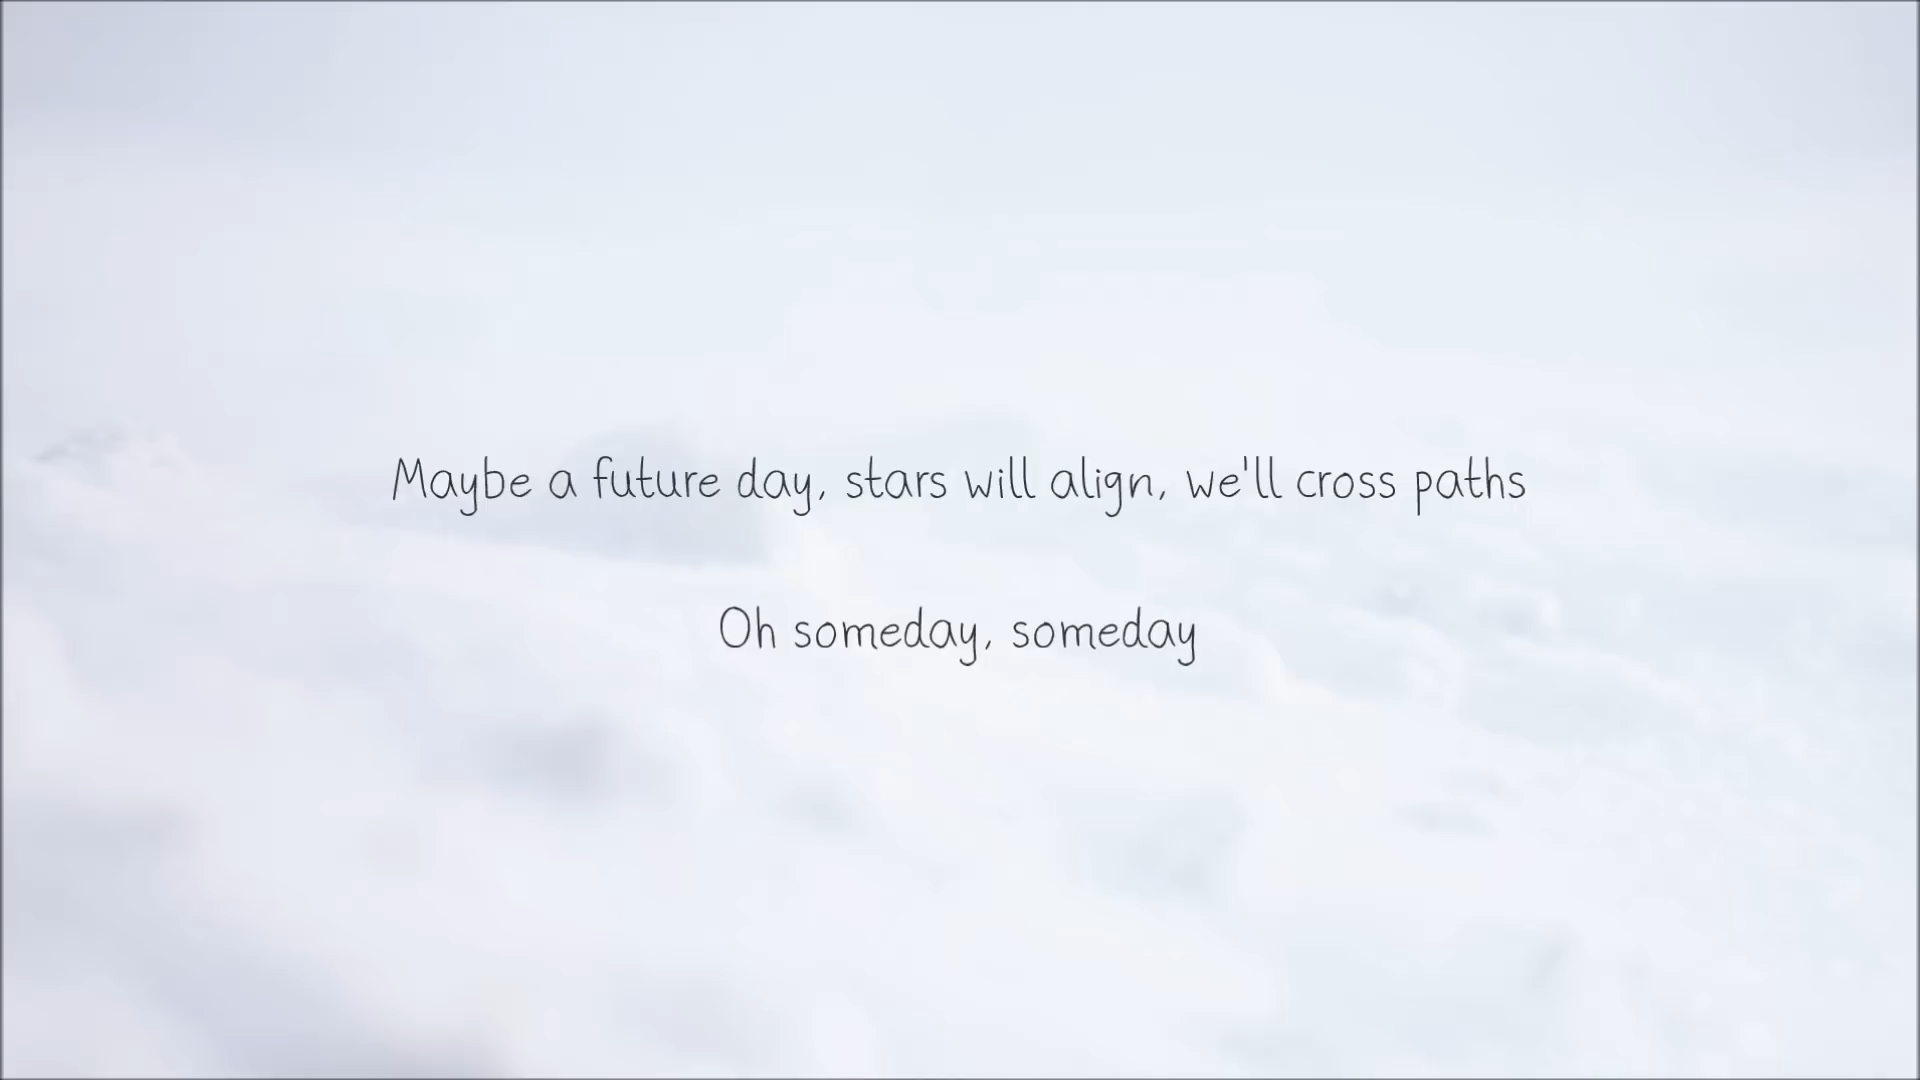 Maybe a future day, stars will align, we'll cross paths
Oh someday, someday